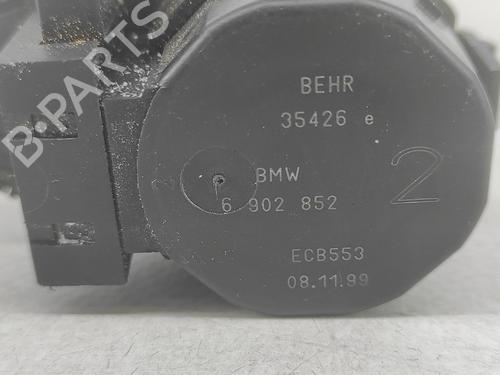 B-PARTS
BEHR
35426 e
BMW
6 902 852
2
ECB553
08.11.99